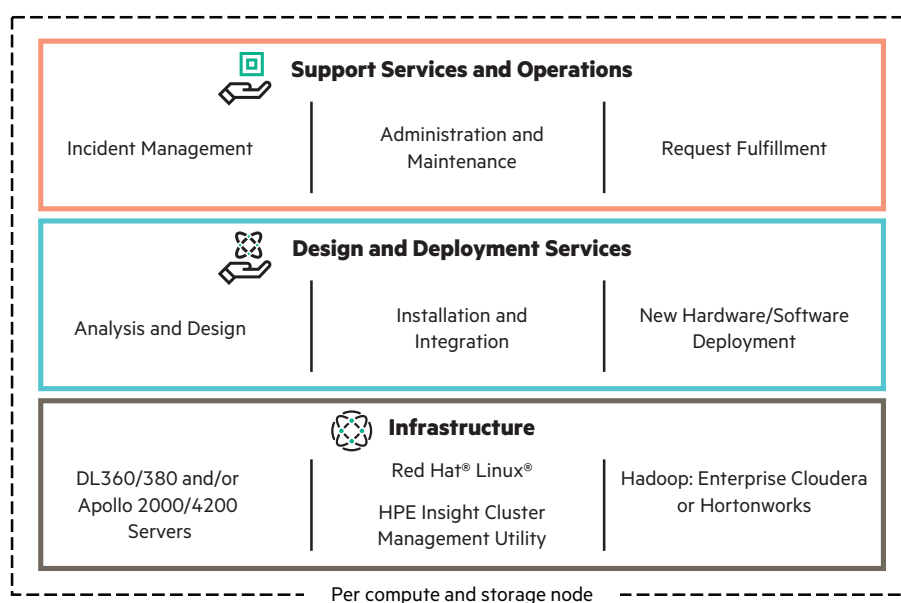 Support Services and Operations
Incident Management
Administration and
Maintenance
Request Fulfillment
Design and Deployment Services
Analysis and Design
Installation and
Integration
New Hardware/Software
Deployment
Infrastructure
DL360/380 and/or
Apollo 2000/4200
Servers
Red Hat® Linux®
HPE Insight Cluster
Management Utility
Hadoop: Enterprise Cloudera
or Hortonworks
Per compute and storage node